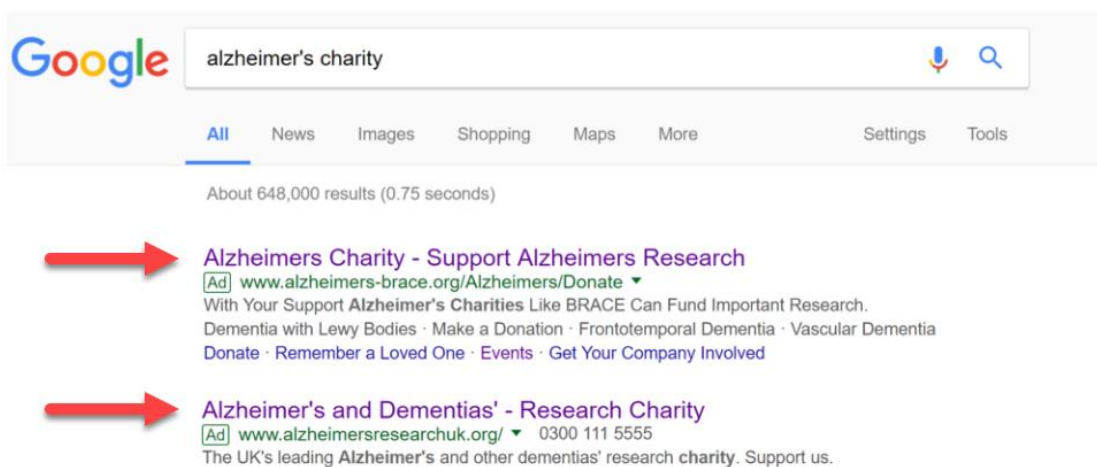 Google
alzheimer's charity
All News Images Shopping Maps More Settings Tools
About 648,000 results (0.75 seconds)
Alzheimers Charity - Support Alzheimers Research
Ad www.alzheimers-brace.org/Alzheimers/Donate
With Your Support Alzheimer's Charities Like BRACE Can Fund Important Research.
Dementia with Lewy Bodies · Make a Donation · Frontotemporal Dementia · Vascular Dementia
Donate · Remember a Loved One · Events · Get Your Company Involved
Alzheimer's and Dementias' - Research Charity
Ad www.alzheimersresearchuk.org/ 0300 111 5555
The UK's leading Alzheimer's and other dementias' research charity. Support us.